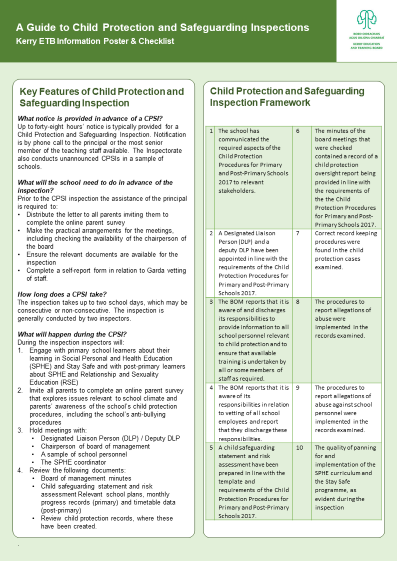 A Guide to Child Protection and Safeguarding Inspections
Kerry ETB Information Poster & Checklist
Key Features of Child Protection and
Safeguarding Inspection
What notice is provided in advance of a CPSI?
Up to forty-eight hours' notice is typically provided for a
Child Protection and Safeguarding Inspection. Notification
is by phone call to the principal or the most senior
member of the teaching staff available. The Inspectorate
also conducts unannounced CPSIs in a sample of
schools.
What will the school need to do in advance of the
inspection?
Prior to the CPSI inspection the assistance of the principal
is required to:
• Distribute the letter to all parents inviting them to
complete the online parent survey
• Make the practical arrangements for the meetings,
including checking the availability of the chairperson of
the board
• Ensure the relevant documents are available for the
inspection
• Complete a self-report form in relation to Garda vetting
of staff.
How long does a CPSI take?
The inspection takes up to two school days, which may be
consecutive or non-consecutive. The inspection is
generally conducted by two inspectors.
What will happen during the CPSI?
During the inspection inspectors will:
1. Engage with primary school learners about their
learning in Social Personal and Health Education
(SPHE) and Stay Safe and with post-primary learners
about SPHE and Relationship and Sexuality
Education (RSE)
2. Invite all parents to complete an online parent survey
that explores issues relevant to school climate and
parents' awareness of the school's child protection
procedures, including the school's anti-bullying
procedures
3. Hold meetings with:
• Designated Liaison Person (DLP) / Deputy DLP
• Chairperson of board of management
• A sample of school personnel
• The SPHE coordinator
4. Review the following documents:
• Board of management minutes
• Child safeguarding statement and risk
assessment Relevant school plans, monthly
progress records (primary) and timetable data
(post-primary)
• Review child protection records, where these
have been created.
Child Protection and Safeguarding
Inspection Framework
1 The school has
communicated the
required aspects of the
Child Protection
Procedures for Primary
and Post-Primary Schools
2017 to relevant
stakeholders.
6 The minutes of the
board meetings that
were checked
contained a record of a
child protection
oversight report being
provided in line with
the requirements of
the the Child
Protection Procedures
for Primary and Post-
Primary Schools 2017.
2 A Designated Liaison
Person (DLP) and a
deputy DLP have been
appointed in line with the
requirements of the Child
Protection Procedures for
Primary and Post-Primary
Schools 2017.
7 Correct record keeping
procedures were
found in the child
protection cases
examined.
3 The BOM reports that it is
aware of and discharges
its responsibilities to
provide information to all
school personnel relevant
to child protection and to
ensure that available
training is undertaken by
all or some members of
staff as required.
8 The procedures to
report allegations of
abuse were
implemented in the
records examined.
4 The BOM reports that it is
aware of its
responsibilities in relation
to vetting of all school
employees and report
that they discharge these
responsibilities.
9 The procedures to
report allegations of
abuse against school
personnel were
implemented in the
records examined.
5 A child safeguarding
statement and risk
assessment have been
prepared in line with the
template and
requirements of the Child
Protection Procedures for
Primary and Post-Primary
Schools 2017.
10 The quality of planning
for and
implementation of the
SPHE curriculum and
the Stay Safe
programme, as
evident during the
inspection